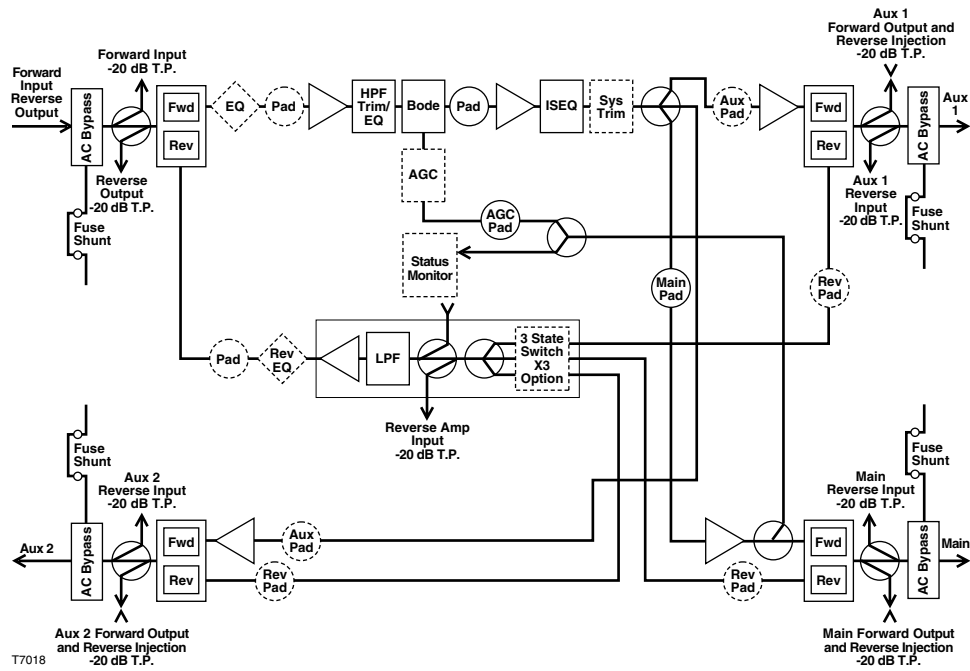 Forward
Input
Reverse
Output
Forward Input
-20 dB T.P.
AC Bypass
Fwd
Rev
Reverse
Output
-20 dB T.P.
Fuse
Shunt
EQ
Pad
HPF
Trim/
EQ
Bode
Pad
ISEQ
Sys
Trim
AGC
AGC
Pad
Status
Monitor
Aux
Pad
Aux 1
Forward Output and
Reverse Injection
-20 dB T.P.
Fwd
Rev
AC Bypass
Aux
1
Aux 1
Reverse
Input
-20 dB T.P.
Fuse
Shunt
Main
Pad
Rev
Pad
Pad
Rev
EQ
LPF
3 State
Switch
X3
Option
Reverse Amp
Input
-20 dB T.P.
Fuse
Shunt
Aux 2
Reverse Input
-20 dB T.P.
Aux 2
AC Bypass
Fwd
Rev
Aux
Pad
Rev
Pad
Aux 2 Forward Output
and Reverse Injection
-20 dB T.P.
Rev
Pad
Fwd
Rev
Main
Reverse Input
-20 dB T.P.
Fuse
Shunt
AC Bypass
Main
Main Forward Output
and Reverse Injection
-20 dB T.P.
T7018